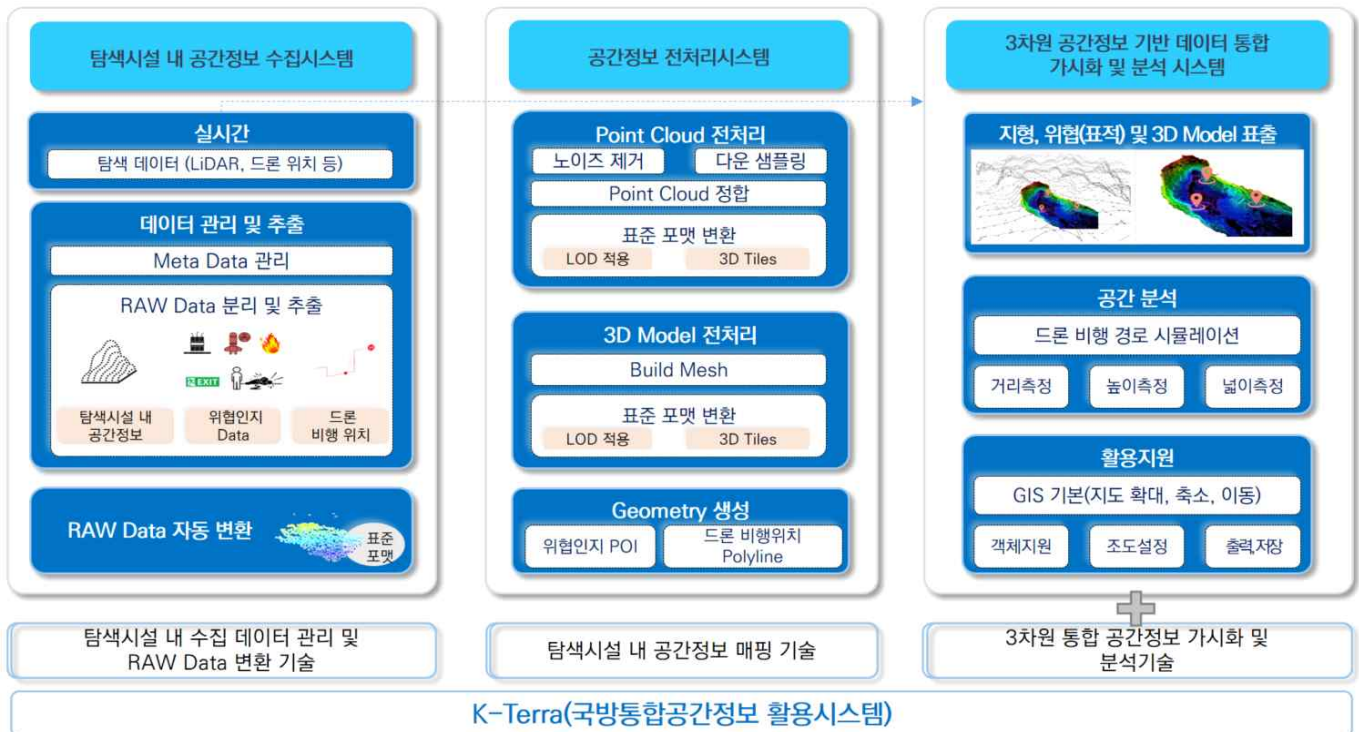 탐색시설 내 공간정보 수집시스템
실시간
탐색 데이터 (LiDAR, 드론 위치 등)
데이터 관리 및 추출
Meta Data 관리
RAW Data 분리 및 추출
EXIT
탐색시설 내
공간정보
위협인지
Data
드론
비행 위치
RAW Data 자동 변환
표준
포맷
탐색시설 내 수집 데이터 관리 및
RAW Data 변환 기술
공간정보 전처리시스템
Point Cloud 전처리
노이즈 제거
다운 샘플링
Point Cloud 정합
표준 포맷 변환
LOD 적용
3D Tiles
3D Model 전처리
Build Mesh
표준 포맷 변환
LOD 적용
3D Tiles
Geometry 생성
위협인지 POI
드론 비행위치
Polyline
탐색시설 내 공간정보 매핑 기술
3차원 공간정보 기반 데이터 통합
가시화 및 분석 시스템
지형, 위협(표적) 및 3D Model 표출
공간 분석
드론 비행 경로 시뮬레이션
거리측정
높이측정
넓이측정
활용지원
GIS 기본(지도 확대, 축소, 이동)
객체지원
조도설정
출력,저장
3차원 통합 공간정보 가시화 및
분석기술
K-Terra(국방통합공간정보 활용시스템)